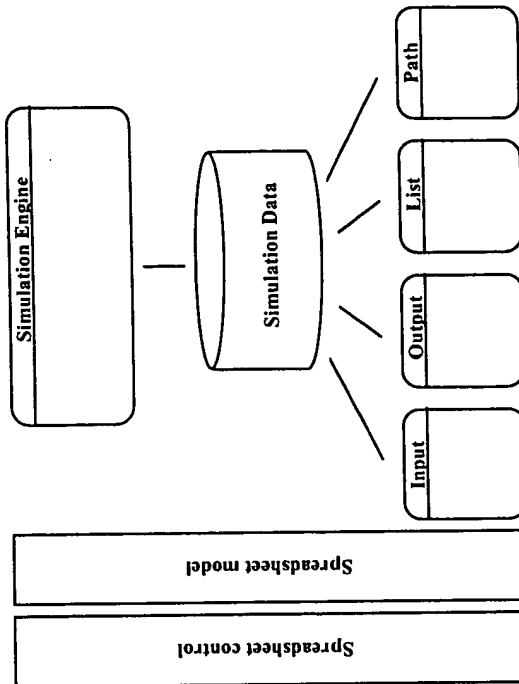 Simulation Engine
Simulation Data
Input
Output
List
Path
Spreadsheet model
Spreadsheet control